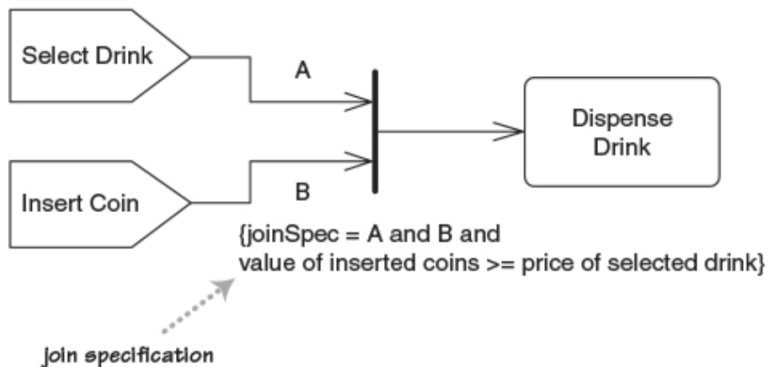 Select Drink
A
Dispense
Drink
Insert Coin
B
{joinSpec = A and B and
value of inserted coins >= price of selected drink}
join specification